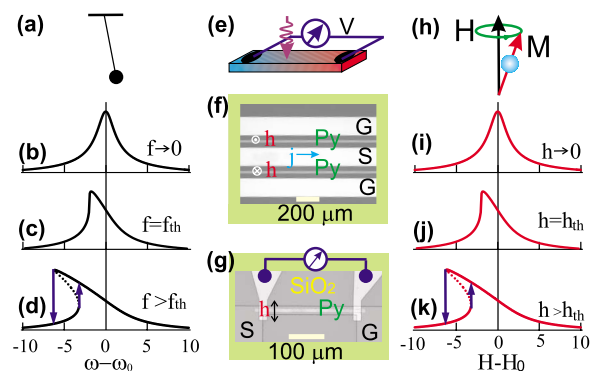 (a)
(b)
f→0
(c)
f=fth
(d)
f >fth
-10 -5 0 5 10
ω−ω0
(e)
V
(f)
G
⊙ h Py
j → S
⊗ h Py
G
200 μm
(g)
SiO2
h Py
S G
100 μm
(h)
H
M
(i)
h→0
(j)
h=hth
(k)
h>hth
-10 -5 0 5 10
H-H0